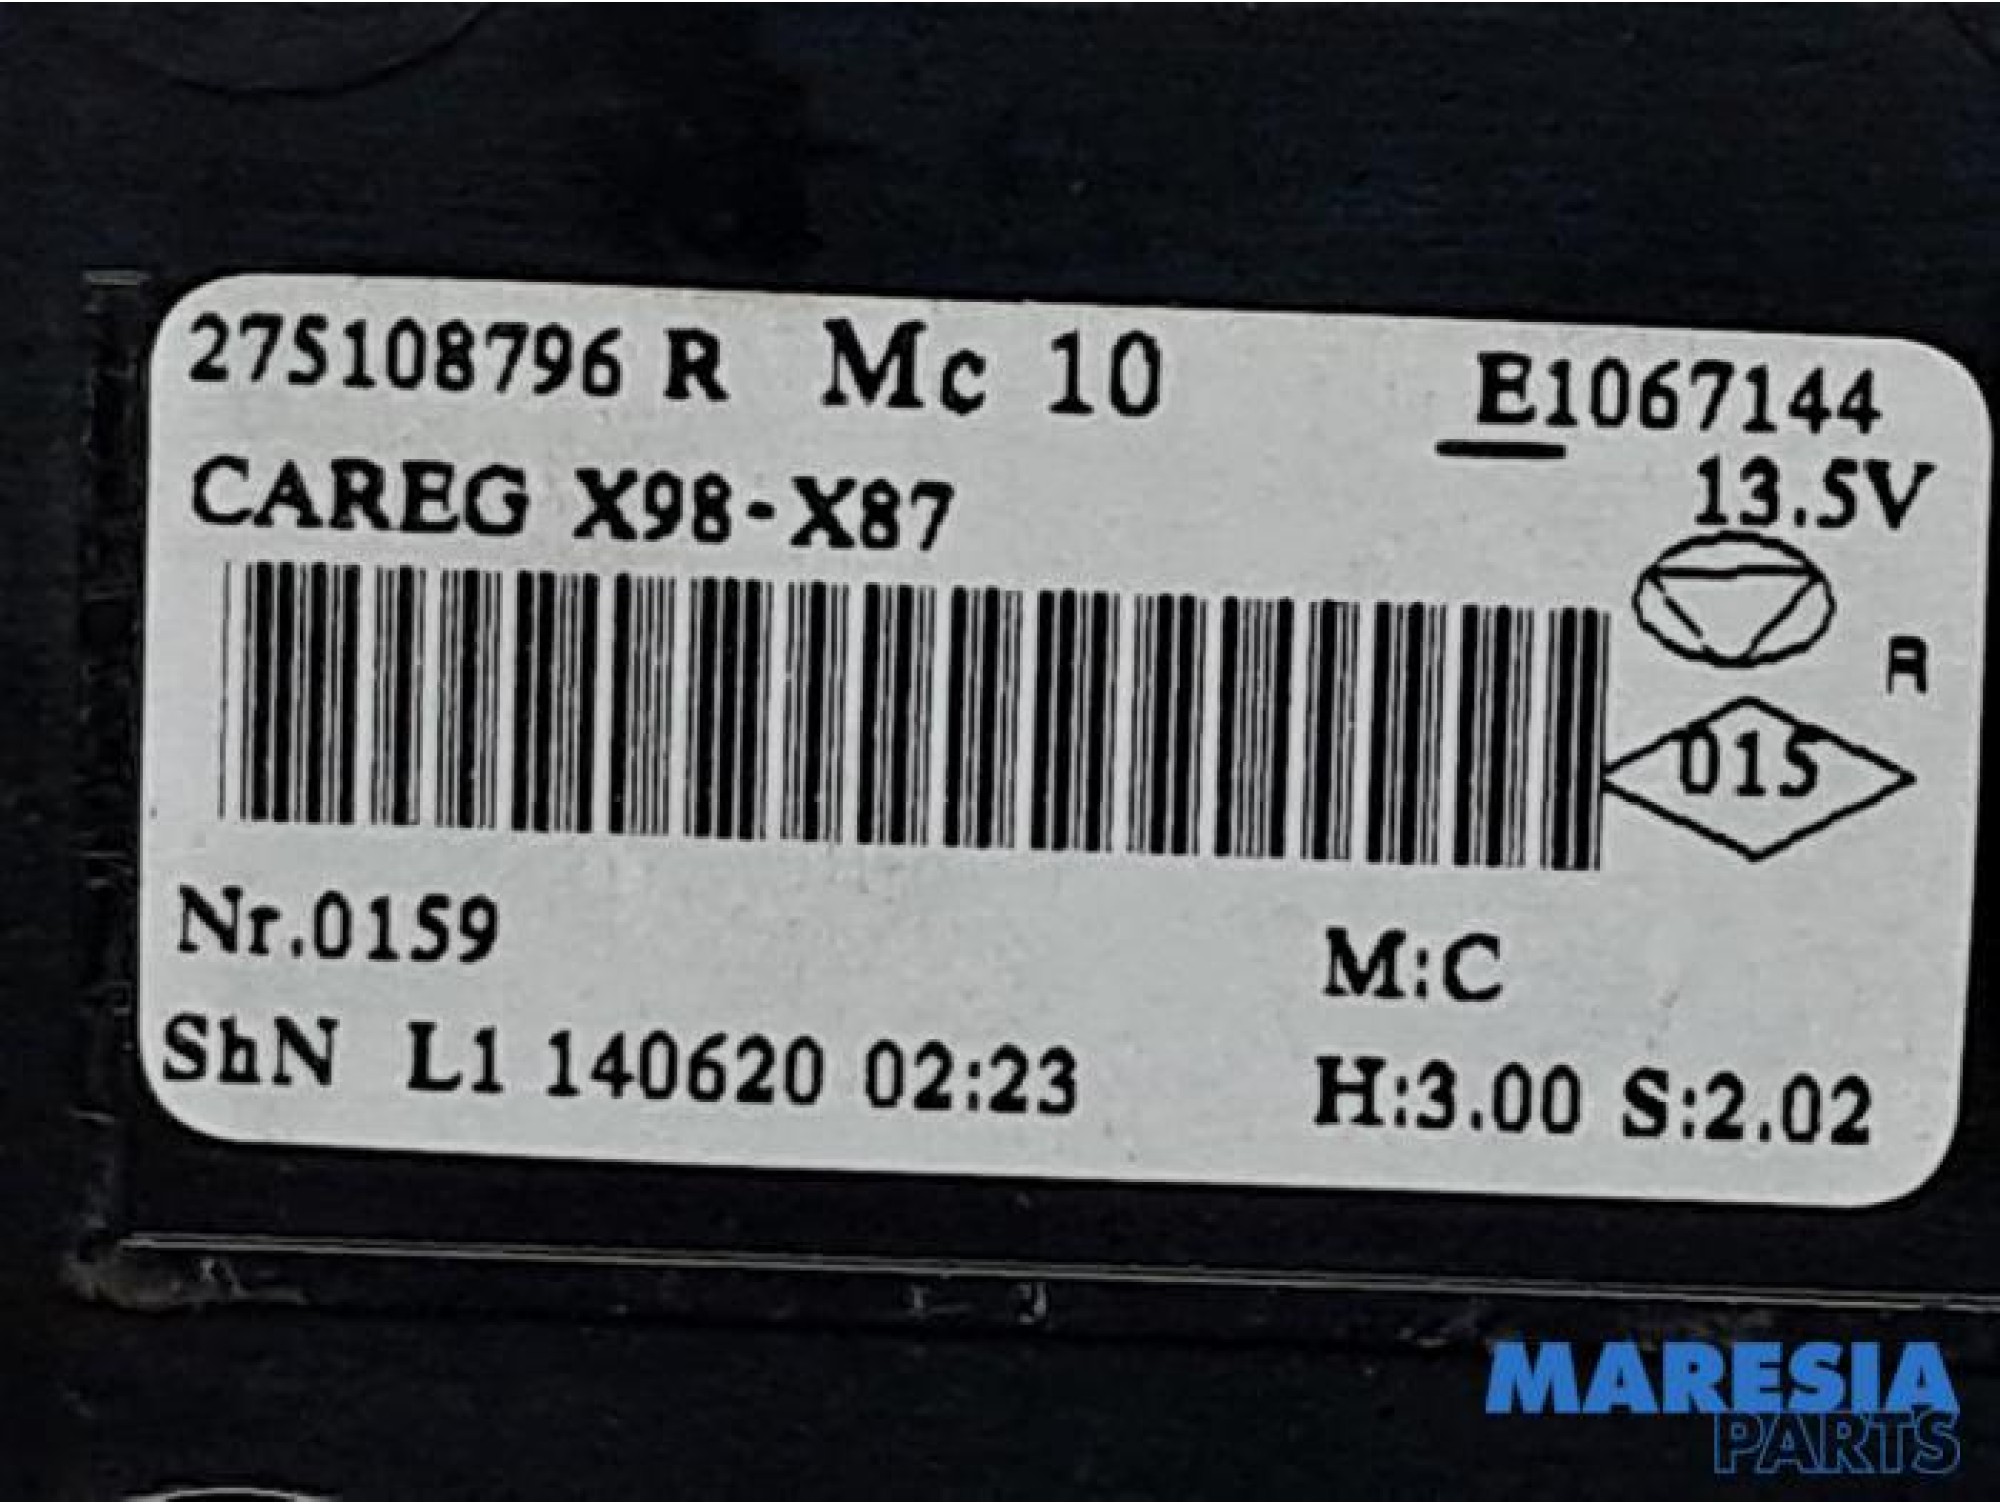 275108796 R Mc 10 E1067144
CAREG X98-X87 13.5V
R
015
Nr.0159 M:C
ShN L1 140620 02:23 H:3.00 S:2.02
MARESIA
PARTS